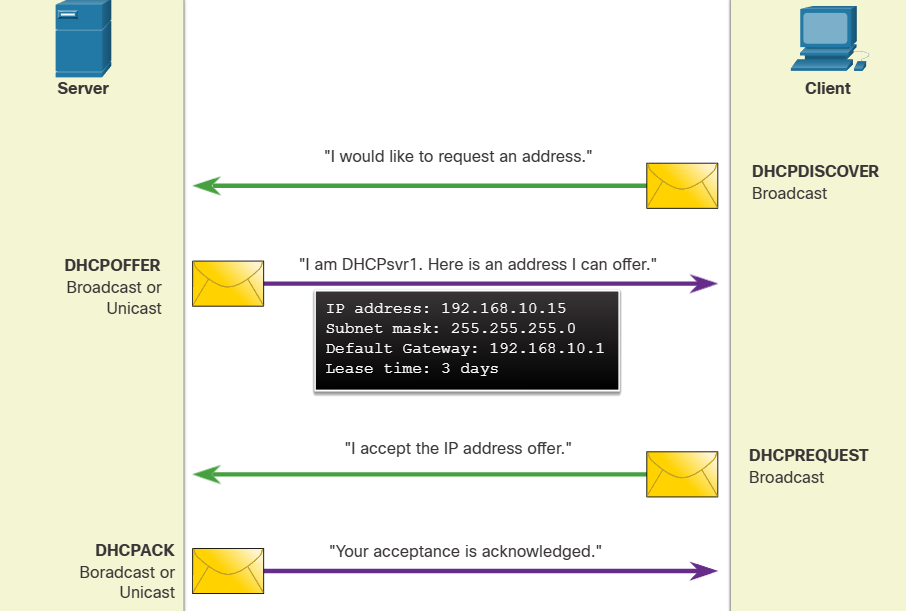 Server
Client
"I would like to request an address."
DHCPDISCOVER
Broadcast
DHCPOFFER
Broadcast or
Unicast
"I am DHCPsvr1. Here is an address I can offer."
IP address: 192.168.10.15
Subnet mask: 255.255.255.0
Default Gateway: 192.168.10.1
Lease time: 3 days
"I accept the IP address offer."
DHCPREQUEST
Broadcast
DHCPACK
Boradcast or
Unicast
"Your acceptance is acknowledged."